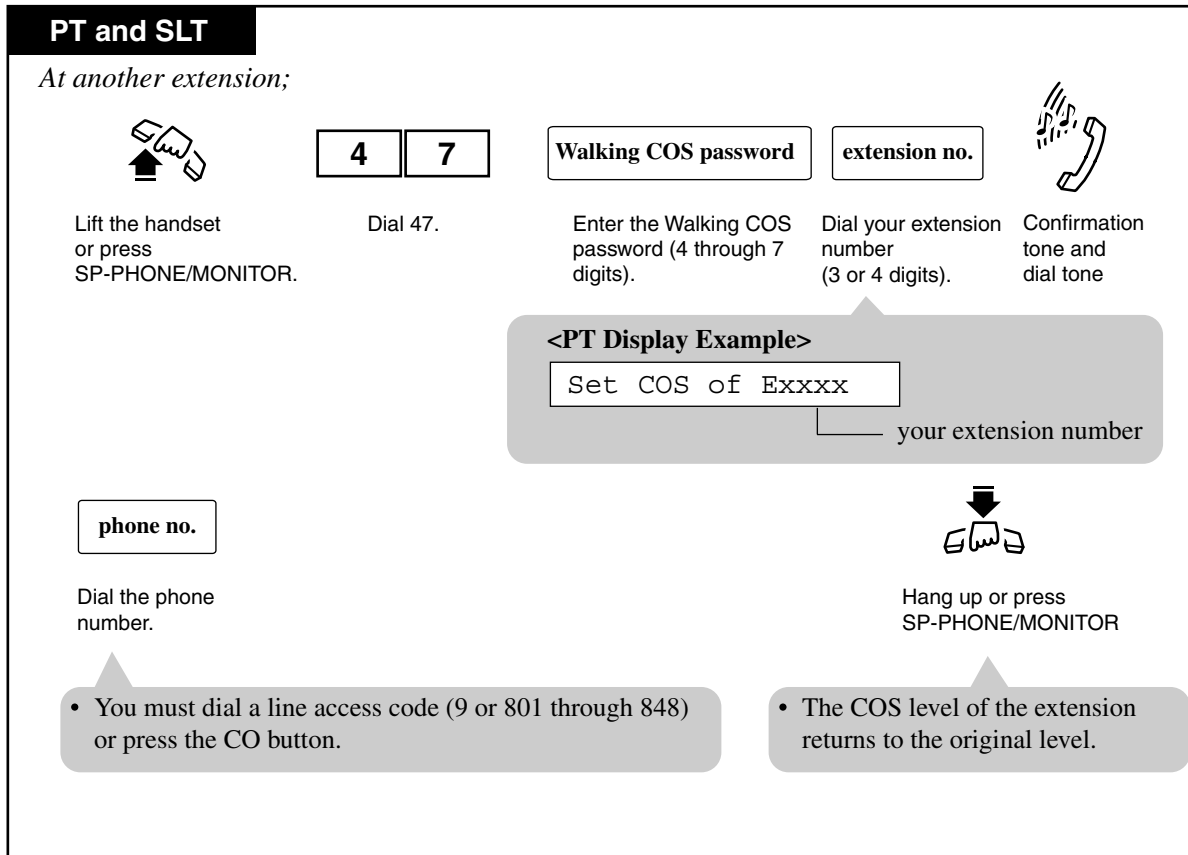 PT and SLT
At another extension;
4 7
Walking COS password
extension no.
Lift the handset
or press
SP-PHONE/MONITOR.
Dial 47.
Enter the Walking COS
password (4 through 7
digits).
Dial your extension
number
(3 or 4 digits).
Confirmation
tone and
dial tone
<PT Display Example>
Set COS of Exxxx
your extension number
phone no.
Dial the phone
number.
Hang up or press
SP-PHONE/MONITOR
• You must dial a line access code (9 or 801 through 848)
or press the CO button.
• The COS level of the extension
returns to the original level.